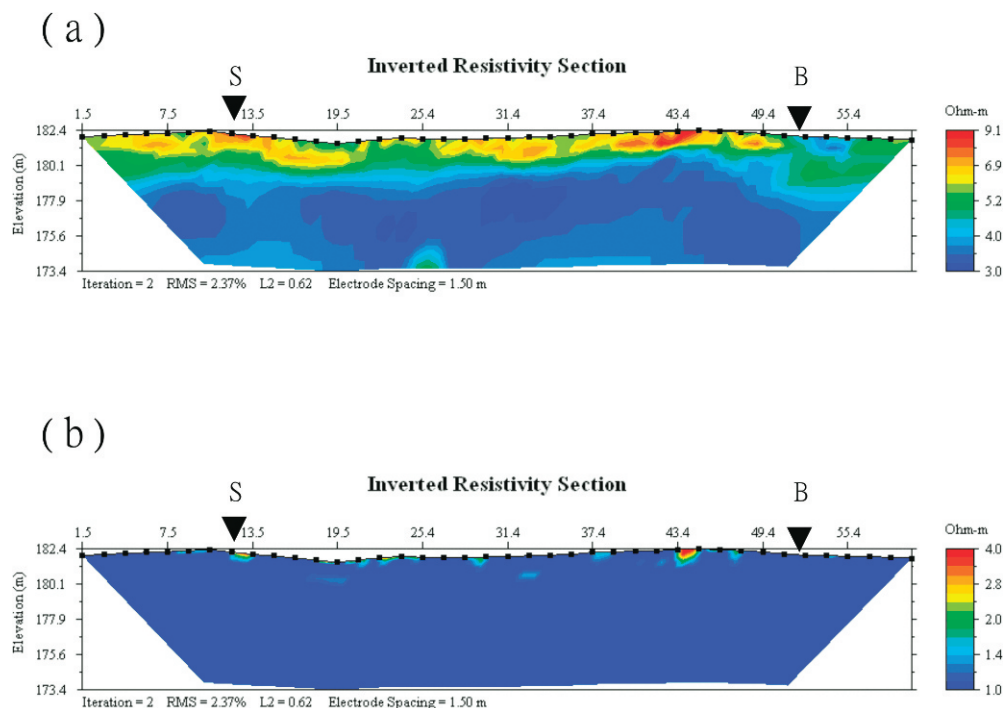 ( a )
Inverted Resistivity Section
S B
1.5 7.5 13.5 19.5 25.4 31.4 37.4 43.4 49.4 55.4 Ohm-m
182.4 9.1
180.1 6.9
177.9 5.2
175.6 4.0
173.4 3.0
Elevation (m)
Iteration = 2 RMS = 2.37% L2 = 0.62 Electrode Spacing = 1.50 m
( b )
Inverted Resistivity Section
S B
1.5 7.5 13.5 19.5 25.4 31.4 37.4 43.4 49.4 55.4 Ohm-m
182.4 4.0
180.1 2.8
177.9 2.0
175.6 1.4
173.4 1.0
Elevation (m)
Iteration = 2 RMS = 2.37% L2 = 0.62 Electrode Spacing = 1.50 m